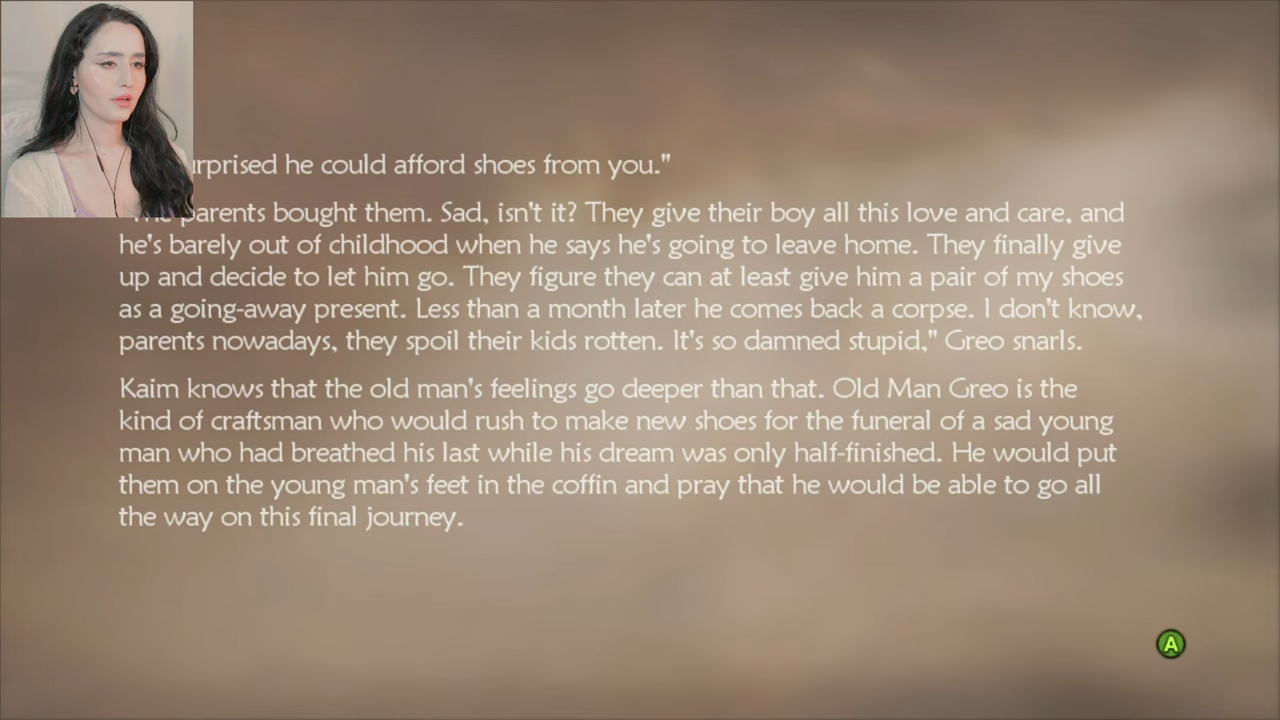 surprised he could afford shoes from you."
parents bought them. Sad, isn't it? They give their boy all this love and care, and
he's barely out of childhood when he says he's going to leave home. They finally give
up and decide to let him go. They figure they can at least give him a pair of my shoes
as a going-away present. Less than a month later he comes back a corpse. I don't know,
parents nowadays, they spoil their kids rotten. It's so damned stupid," Greo snarls.
Kaim knows that the old man's feelings go deeper than that. Old Man Greo is the
kind of craftsman who would rush to make new shoes for the funeral of a sad young
man who had breathed his last while his dream was only half-finished. He would put
them on the young man's feet in the coffin and pray that he would be able to go all
the way on this final journey.
A